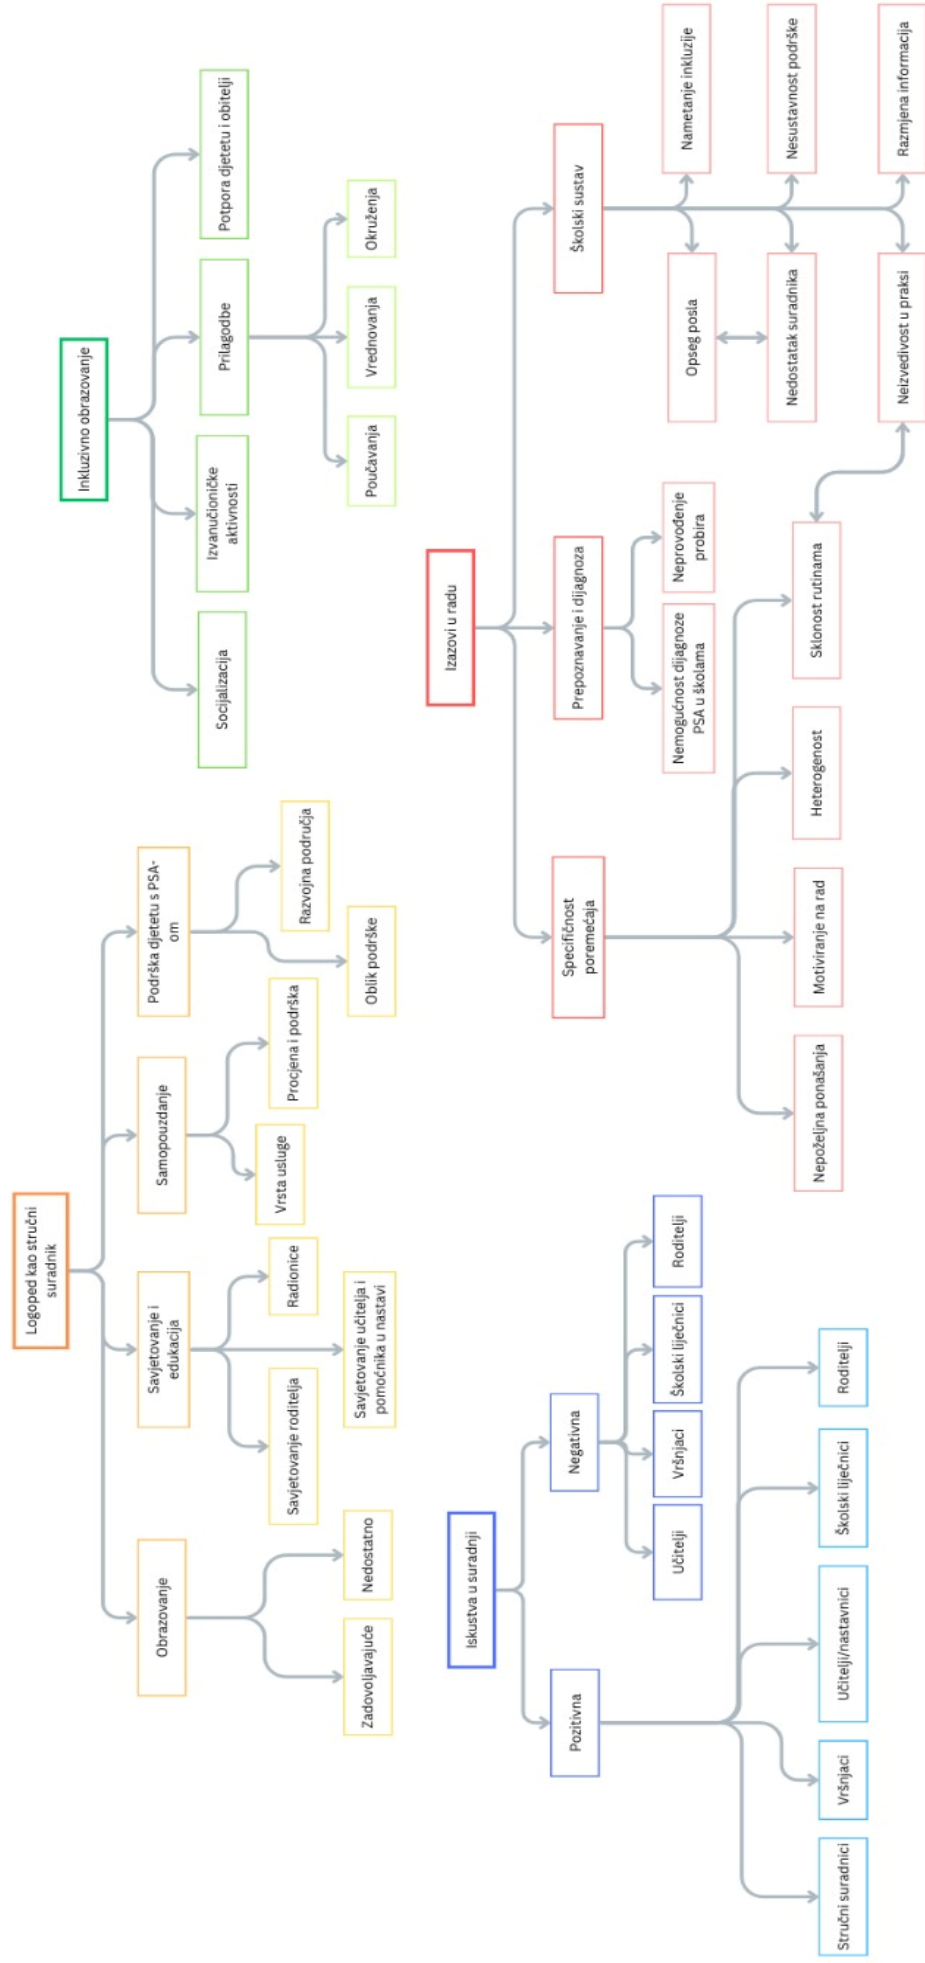 Logoped kao stručni
suradnik
Obrazovanje
Zadovoljavajuće
Nedostatno
Savjetovanje i
edukacija
Savjetovanje roditelja
Savjetovanje učitelja i
pomoćnika u nastavi
Radionice
Samopouzdanje
Vrsta usluge
Procjena i podrška
Podrška djetetu s PSA-
om
Oblik podrške
Razvojna područja
Inkluzivno obrazovanje
Socijalizacija
Izvanučioničke
aktivnosti
Prilagodbe
Poučavanja
Vrednovanja
Okruženja
Potpora djetetu i obitelji
Iskustva u suradnji
Pozitivna
Stručni suradnici
Vršnjaci
Učitelji/nastavnici
Školski liječnici
Roditelji
Negativna
Učitelji
Vršnjaci
Školski liječnici
Roditelji
Izazovi u radu
Specifičnost
poremećaja
Nepoželjna ponašanja
Motiviranje na rad
Heterogenost
Sklonost rutinama
Prepoznavanje i dijagnoza
Nemogućnost dijagnoze
PSA u školama
Neprovođenje
probira
Školski sustav
Opseg posla
Nametanje inkluzije
Nedostatak suradnika
Nesustavnost podrške
Neizvedivost u praksi
Razmjena informacija